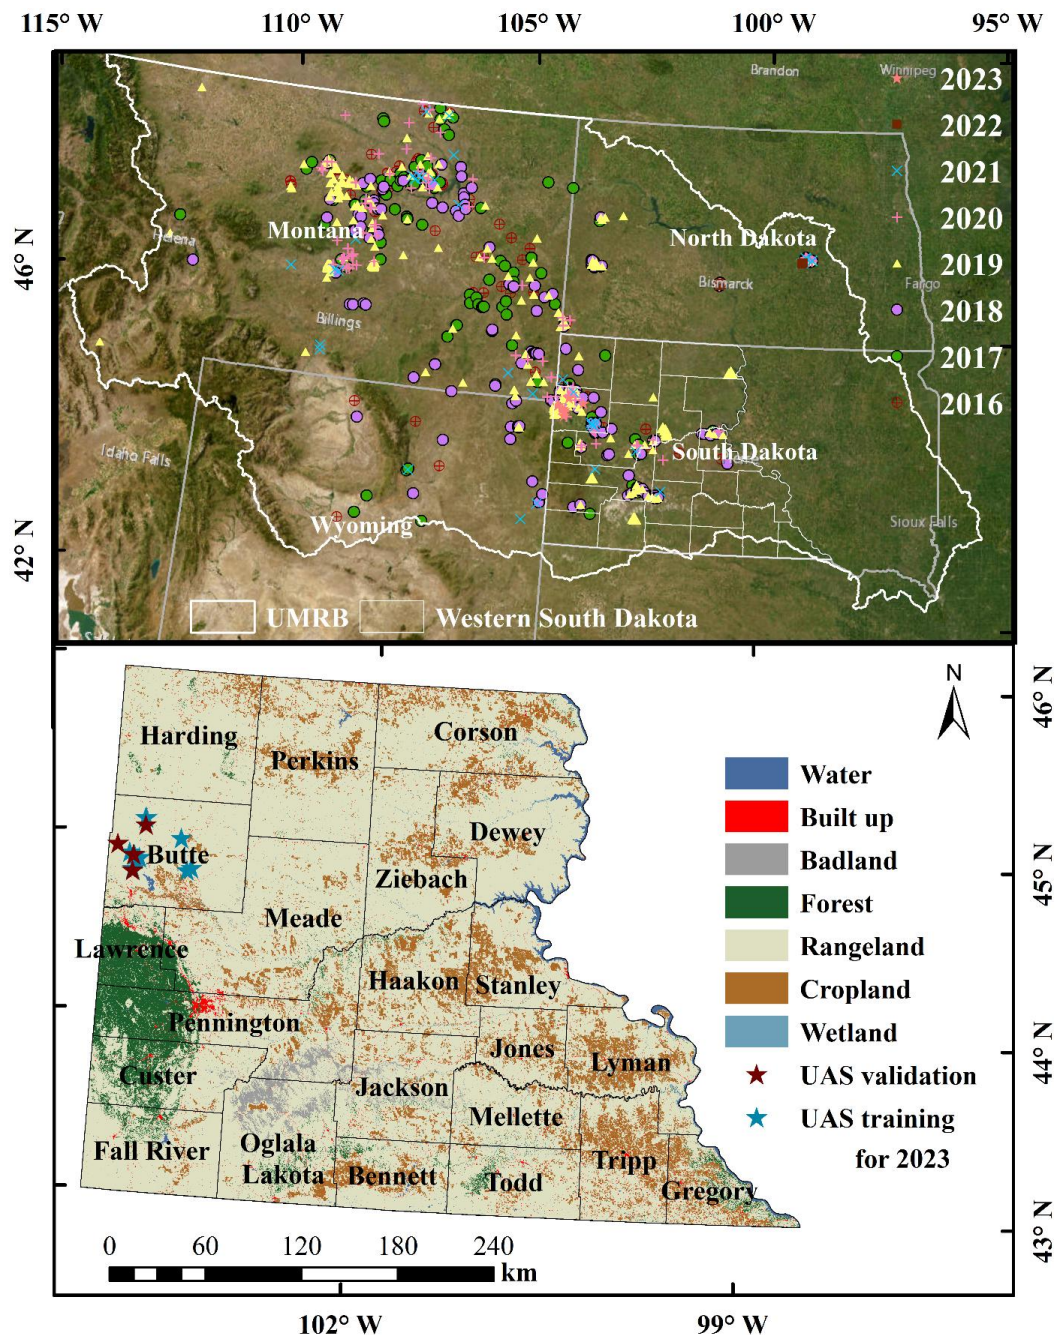 115° W
110° W
105° W
100° W
95° W
Brandon
Winnipeg
2023
2022
2021
2020
Montana
Helena
North Dakota
46° N
2019
Bismarck
Fargo
2018
Billings
2017
2016
Idaho Falls
South Dakota
Wyoming
Sioux Falls
42° N
UMRB
Western South Dakota
N
46° N
Harding
Corson
Perkins
Water
Built up
Dewey
Butte
Badland
45° N
Ziebach
Forest
Meade
Lawrence
Rangeland
Haakon
Stanley
Cropland
Pennington
Wetland
Jones
44° N
Lyman
Custer
UAS validation
Jackson
Mellette
UAS training
for 2023
Fall River
Oglala
Lakota
Tripp
Bennett
Todd
Gregory
43° N
0
60
120
180
240
km
102° W
99° W